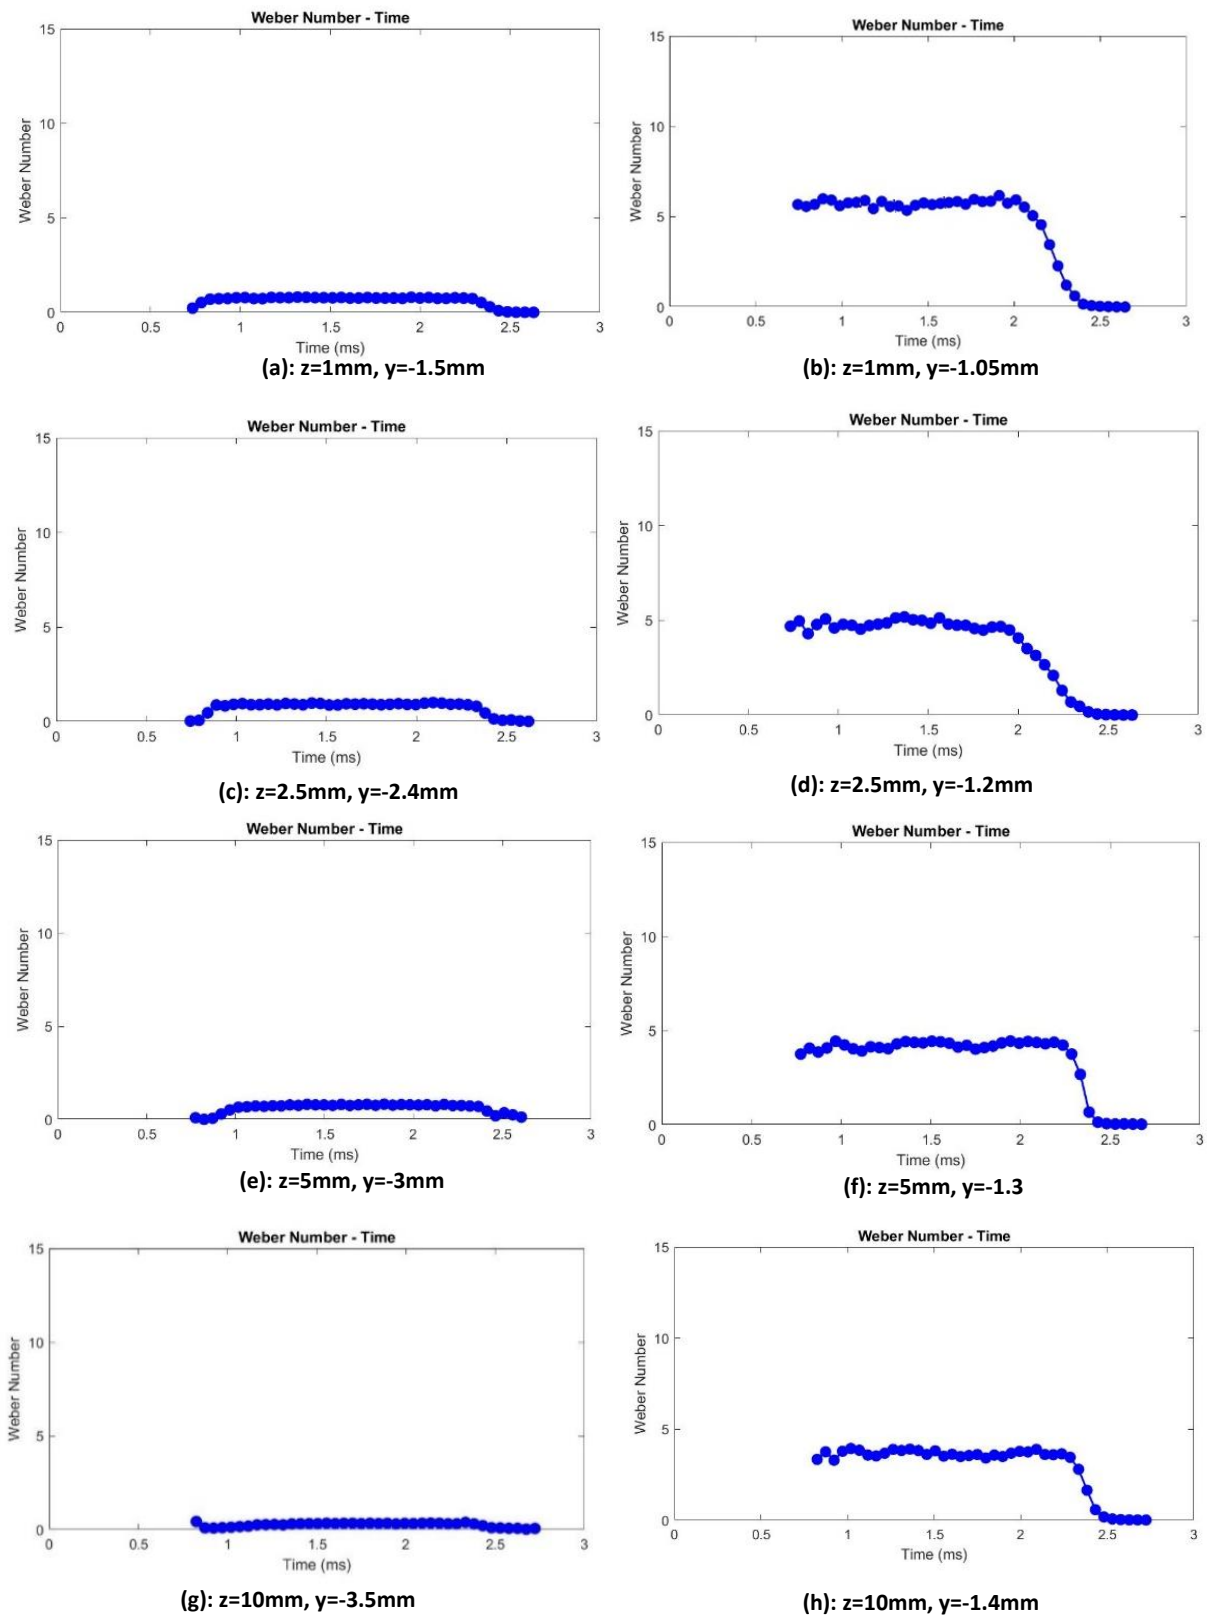 Weber Number - Time
15
10
5
0
Weber Number
0 0.5 1 1.5 2 2.5 3
Time (ms)
(a): z=1mm, y=-1.5mm
Weber Number - Time
15
10
5
0
Weber Number
0 0.5 1 1.5 2 2.5 3
Time (ms)
(b): z=1mm, y=-1.05mm
Weber Number - Time
15
10
5
0
Weber Number
0 0.5 1 1.5 2 2.5 3
Time (ms)
(c): z=2.5mm, y=-2.4mm
Weber Number - Time
15
10
5
0
Weber Number
0 0.5 1 1.5 2 2.5 3
Time (ms)
(d): z=2.5mm, y=-1.2mm
Weber Number - Time
15
10
5
0
Weber Number
0 0.5 1 1.5 2 2.5 3
Time (ms)
(e): z=5mm, y=-3mm
Weber Number - Time
15
10
5
0
Weber Number
0 0.5 1 1.5 2 2.5 3
Time (ms)
(f): z=5mm, y=-1.3
Weber Number - Time
15
10
5
0
Weber Number
0 0.5 1 1.5 2 2.5 3
Time (ms)
(g): z=10mm, y=-3.5mm
Weber Number - Time
15
10
5
0
Weber Number
0 0.5 1 1.5 2 2.5 3
Time (ms)
(h): z=10mm, y=-1.4mm